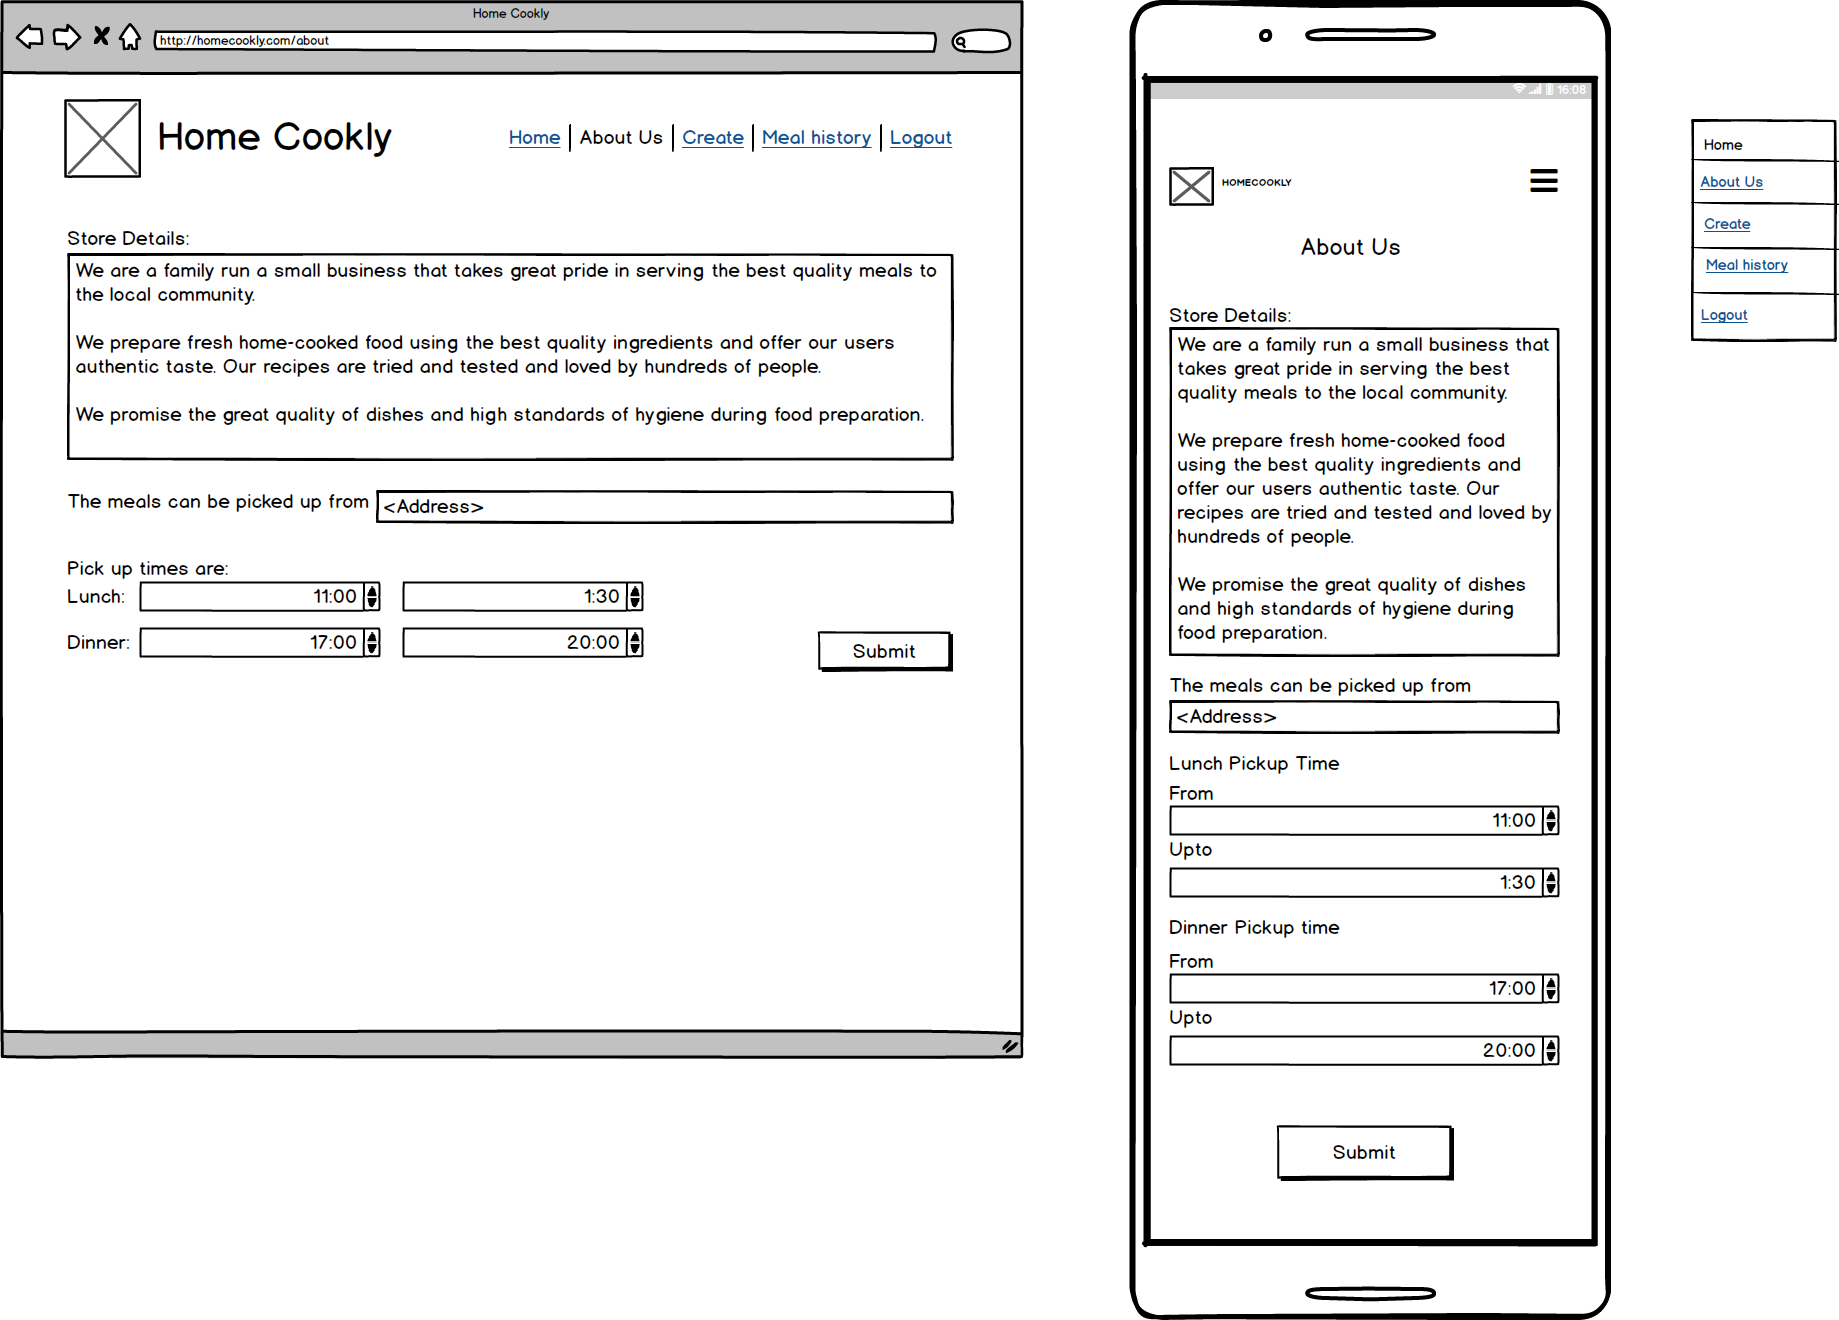 Home Cookly
http://homecookly.com/about
Home Cookly
Home | About Us | Create | Meal history | Logout
Store Details:
We are a family run a small business that takes great pride in serving the best quality meals to
the local community.
We prepare fresh home-cooked food using the best quality ingredients and offer our users
authentic taste. Our recipes are tried and tested and loved by hundreds of people.
We promise the great quality of dishes and high standards of hygiene during food preparation.
The meals can be picked up from <Address>
Pick up times are:
Lunch: 11:00 1:30
Dinner: 17:00 20:00
Submit
16:08
HOMECOOKLY
About Us
Store Details:
We are a family run a small business that
takes great pride in serving the best
quality meals to the local community.
We prepare fresh home-cooked food
using the best quality ingredients and
offer our users authentic taste. Our
recipes are tried and tested and loved by
hundreds of people.
We promise the great quality of dishes
and high standards of hygiene during
food preparation.
The meals can be picked up from
<Address>
Lunch Pickup Time
From
11:00
Upto
1:30
Dinner Pickup time
From
17:00
Upto
20:00
Submit
Home
About Us
Create
Meal history
Logout